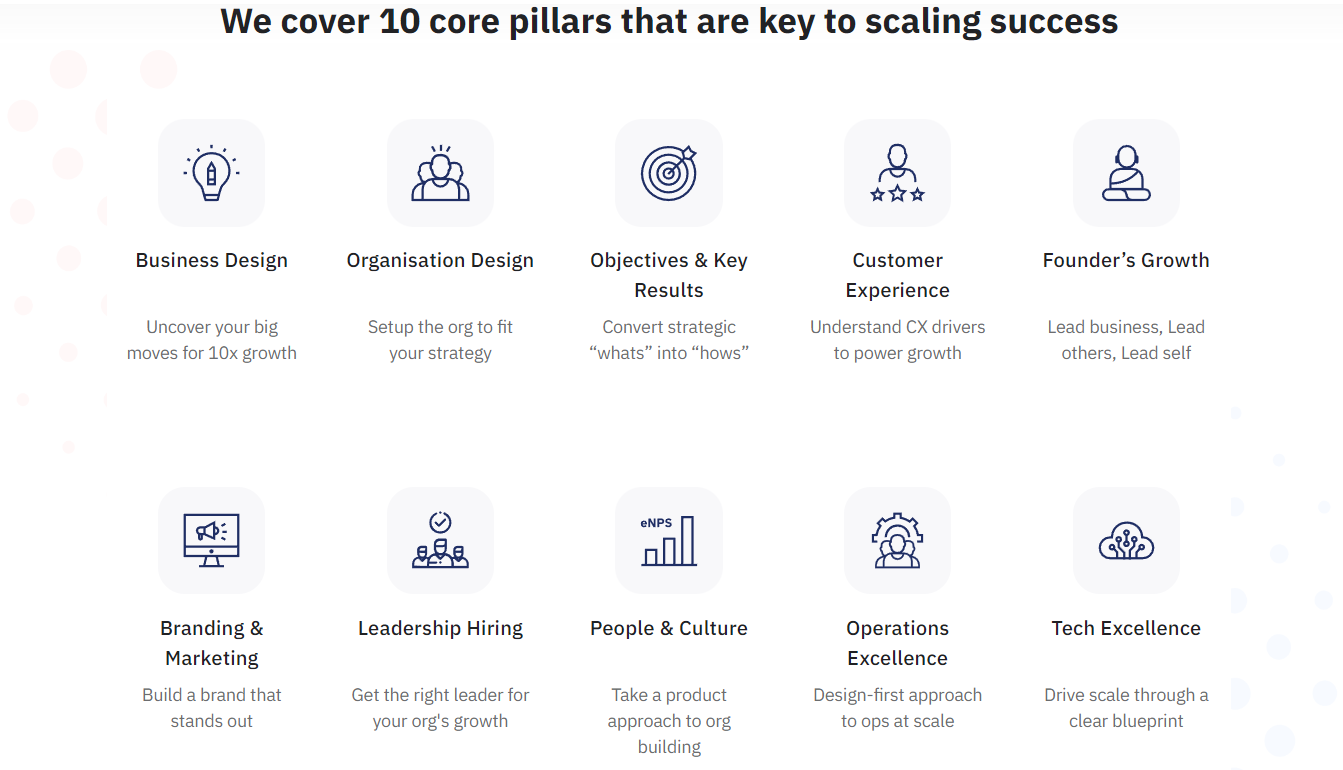 We cover 10 core pillars that are key to scaling success
Business Design
Uncover your big
moves for 10x growth
Organisation Design
Setup the org to fit
your strategy
Objectives & Key
Results
Convert strategic
“whats” into “hows”
Customer
Experience
Understand CX drivers
to power growth
Founder’s Growth
Lead business, Lead
others, Lead self
Branding &
Marketing
Build a brand that
stands out
Leadership Hiring
Get the right leader for
your org's growth
eNPS
People & Culture
Take a product
approach to org
building
Operations
Excellence
Design-first approach
to ops at scale
Tech Excellence
Drive scale through a
clear blueprint